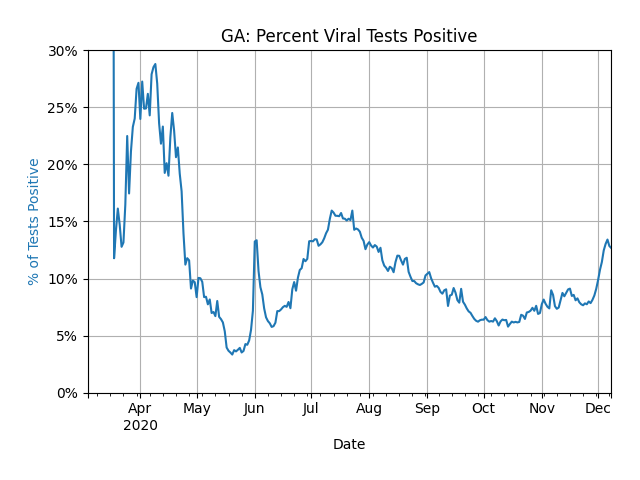 GA: Percent Viral Tests Positive
30%
25%
20%
15%
10%
5%
0%
% of Tests Positive
Apr May Jun Jul Aug Sep Oct Nov Dec
2020
Date